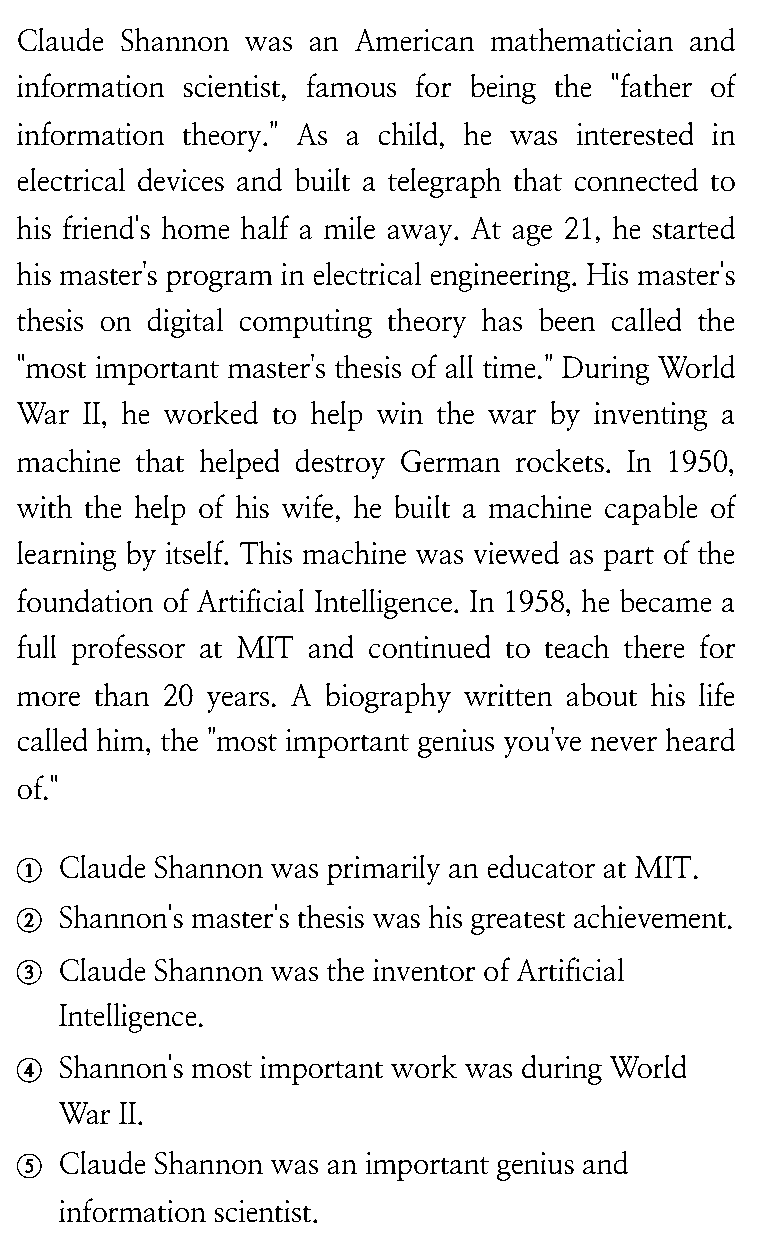 Claude Shannon was an American mathematician and
information scientist, famous for being the "father of
information theory." As a child, he was interested in
electrical devices and built a telegraph that connected to
his friend's home half a mile away. At age 21, he started
his master's program in electrical engineering. His master's
thesis on digital computing theory has been called the
"most important master's thesis of all time." During World
War II, he worked to help win the war by inventing a
machine that helped destroy German rockets. In 1950,
with the help of his wife, he built a machine capable of
learning by itself. This machine was viewed as part of the
foundation of Artificial Intelligence. In 1958, he became a
full professor at MIT and continued to teach there for
more than 20 years. A biography written about his life
called him, the "most important genius you've never heard
of."
① Claude Shannon was primarily an educator at MIT.
② Shannon's master's thesis was his greatest achievement.
③ Claude Shannon was the inventor of Artificial
Intelligence.
④ Shannon's most important work was during World
War II.
⑤ Claude Shannon was an important genius and
information scientist.